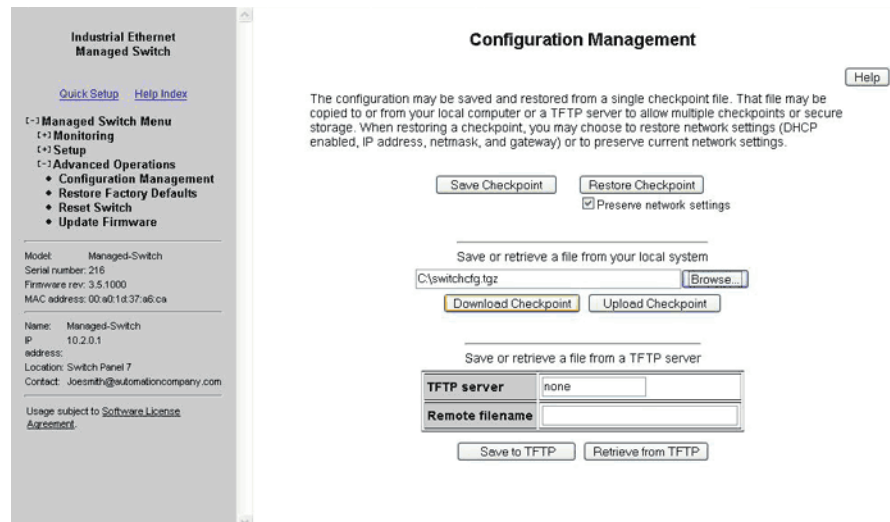 Industrial Ethernet
Managed Switch
Quick Setup Help Index
[-] Managed Switch Menu
[+] Monitoring
[+] Setup
[-] Advanced Operations
Configuration Management
Restore Factory Defaults
Reset Switch
Update Firmware
Model: Managed-Switch
Serial number: 216
Firmware rev: 3.5.1000
MAC address: 00:a0:1d:37:a6:ca
Name: Managed-Switch
IP 10.2.0.1
address:
Location: Switch Panel 7
Contact: Joesmith@automationcompany.com
Usage subject to Software License
Agreement.
Configuration Management
Help
The configuration may be saved and restored from a single checkpoint file. That file may be
copied to or from your local computer or a TFTP server to allow multiple checkpoints or secure
storage. When restoring a checkpoint, you may choose to restore network settings (DHCP
enabled, IP address, netmask, and gateway) or to preserve current network settings.
Save Checkpoint Restore Checkpoint
Preserve network settings
Save or retrieve a file from your local system
C:\switchcfg.tgz Browse...
Download Checkpoint Upload Checkpoint
Save or retrieve a file from a TFTP server
TFTP server none
Remote filename
Save to TFTP Retrieve from TFTP